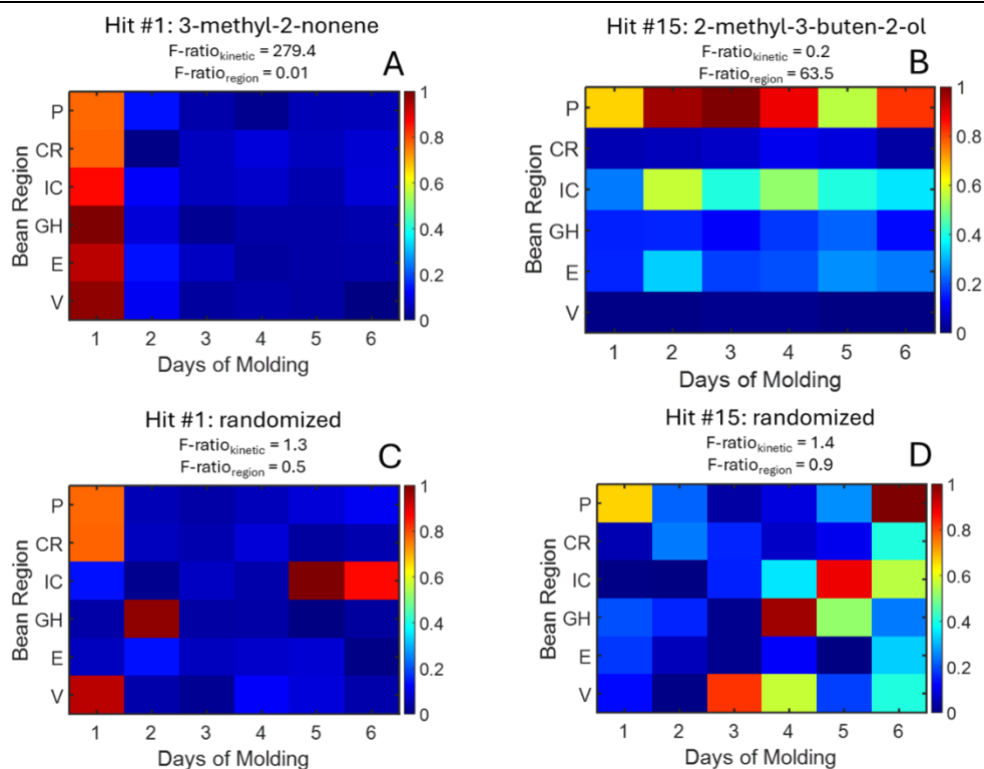 Hit #1: 3-methyl-2-nonene
F-ratiokinetic = 279.4
F-ratioregion = 0.01
A
P
CR
IC
GH
E
V
Bean Region
1 2 3 4 5 6
Days of Molding
1
0.8
0.6
0.4
0.2
0
Hit #15: 2-methyl-3-buten-2-ol
F-ratiokinetic = 0.2
F-ratioregion = 63.5
B
P
CR
IC
GH
E
V
Bean Region
1 2 3 4 5 6
Days of Molding
1
0.8
0.6
0.4
0.2
0
Hit #1: randomized
F-ratiokinetic = 1.3
F-ratioregion = 0.5
C
P
CR
IC
GH
E
V
Bean Region
1 2 3 4 5 6
Days of Molding
1
0.8
0.6
0.4
0.2
0
Hit #15: randomized
F-ratiokinetic = 1.4
F-ratioregion = 0.9
D
P
CR
IC
GH
E
V
Bean Region
1 2 3 4 5 6
Days of Molding
1
0.8
0.6
0.4
0.2
0